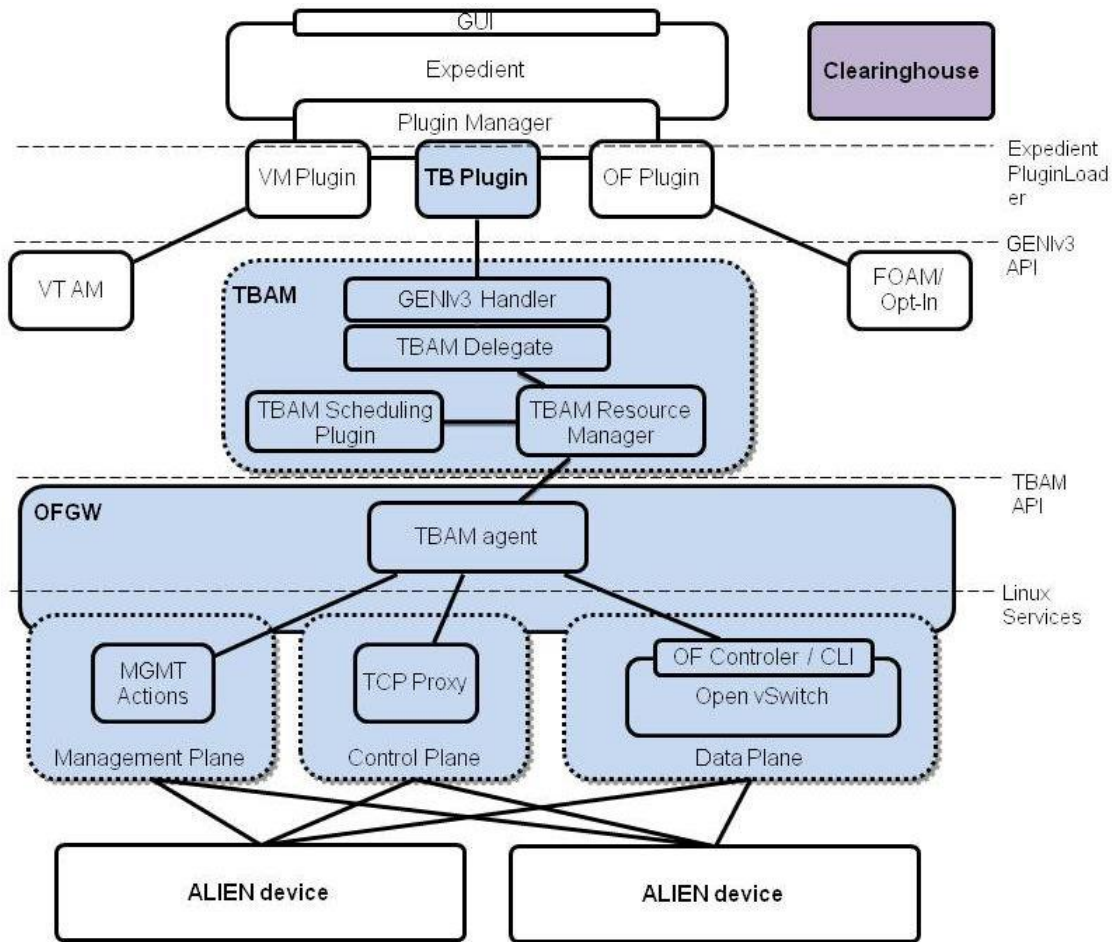 GUI
Expedient
Clearinghouse
Plugin Manager
Expedient
PluginLoad
er
VM Plugin
TB Plugin
OF Plugin
GENIv3
API
VT AM
FOAM/
Opt-In
TBAM
GENIv3 Handler
TBAM Delegate
TBAM Scheduling
Plugin
TBAM Resource
Manager
TBAM
API
OFGW
TBAM agent
Linux
Services
MGMT
Actions
TCP Proxy
OF Controler / CLI
Open vSwitch
Management Plane
Control Plane
Data Plane
ALIEN device
ALIEN device